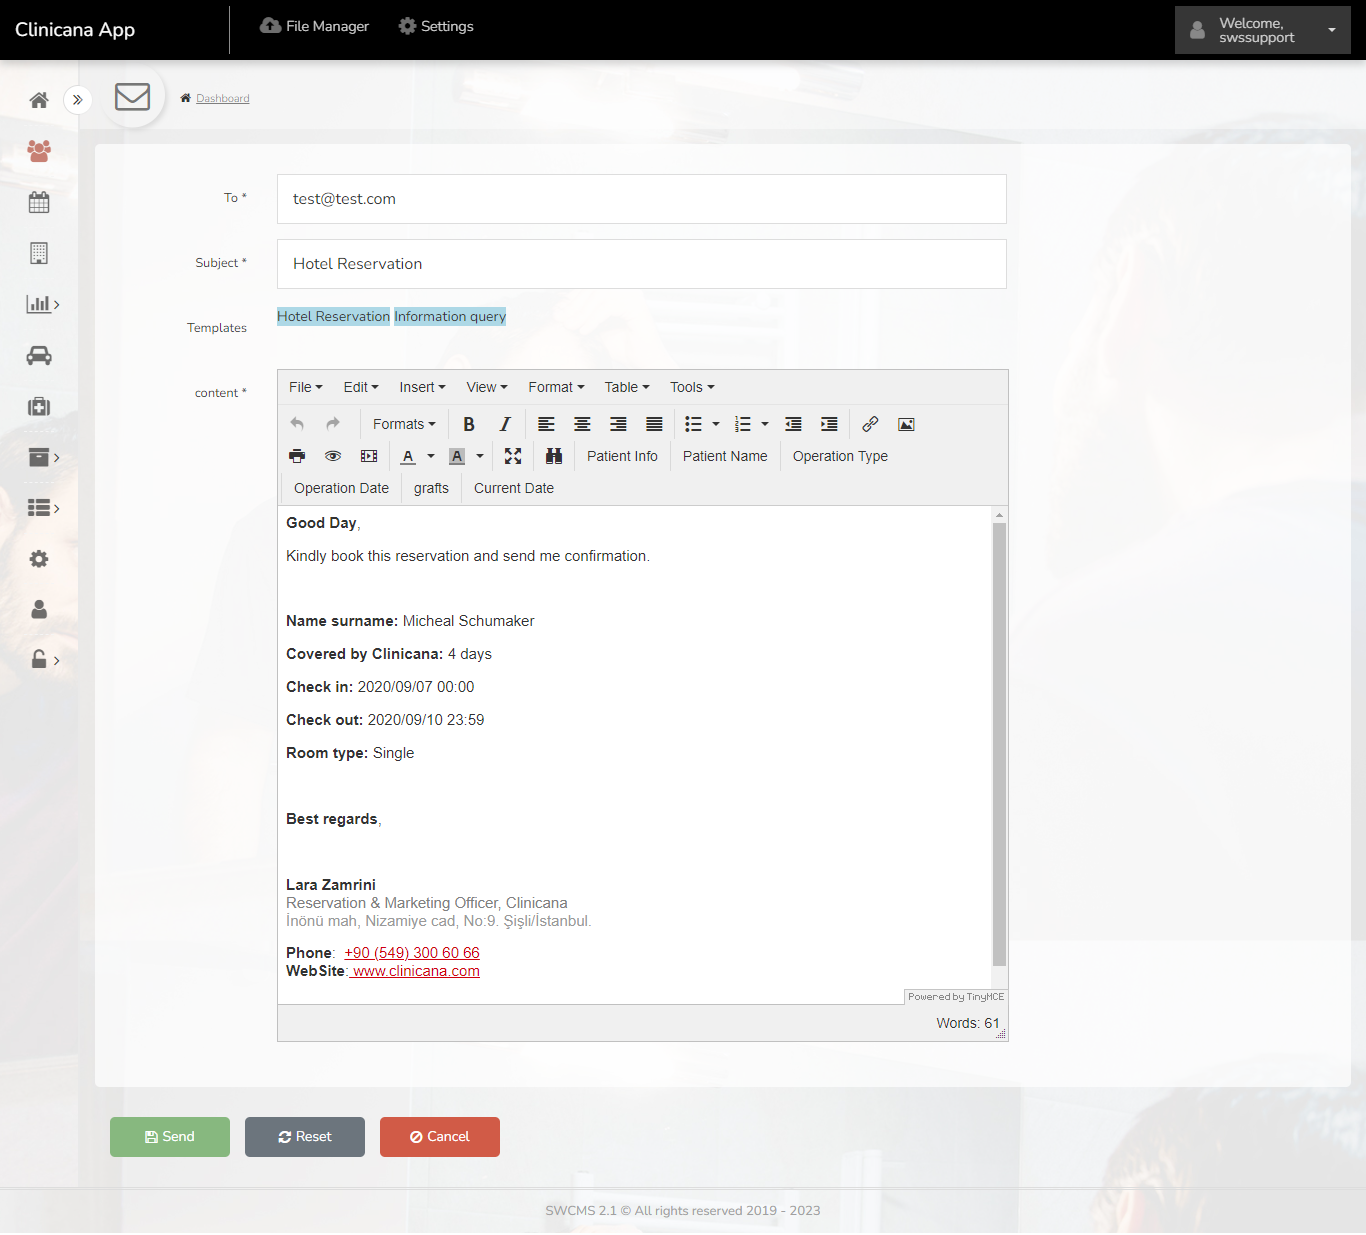 Clinicana App
File Manager
Settings
Welcome,
swssupport
Dashboard
To *
test@test.com
Subject *
Hotel Reservation
Templates
Hotel Reservation Information query
content *
File Edit Insert View Format Table Tools
Formats B I
A A Patient Info Patient Name Operation Type
Operation Date grafts Current Date
Good Day,
Kindly book this reservation and send me confirmation.
Name surname: Micheal Schumaker
Covered by Clinicana: 4 days
Check in: 2020/09/07 00:00
Check out: 2020/09/10 23:59
Room type: Single
Best regards,
Lara Zamrini
Reservation & Marketing Officer, Clinicana
İnönü mah, Nizamiye cad, No:9. Şişli/İstanbul.
Phone: +90 (549) 300 60 66
WebSite: www.clinicana.com
Powered by TinyMCE
Words: 61
Send Reset Cancel
SWCMS 2.1 © All rights reserved 2019 - 2023